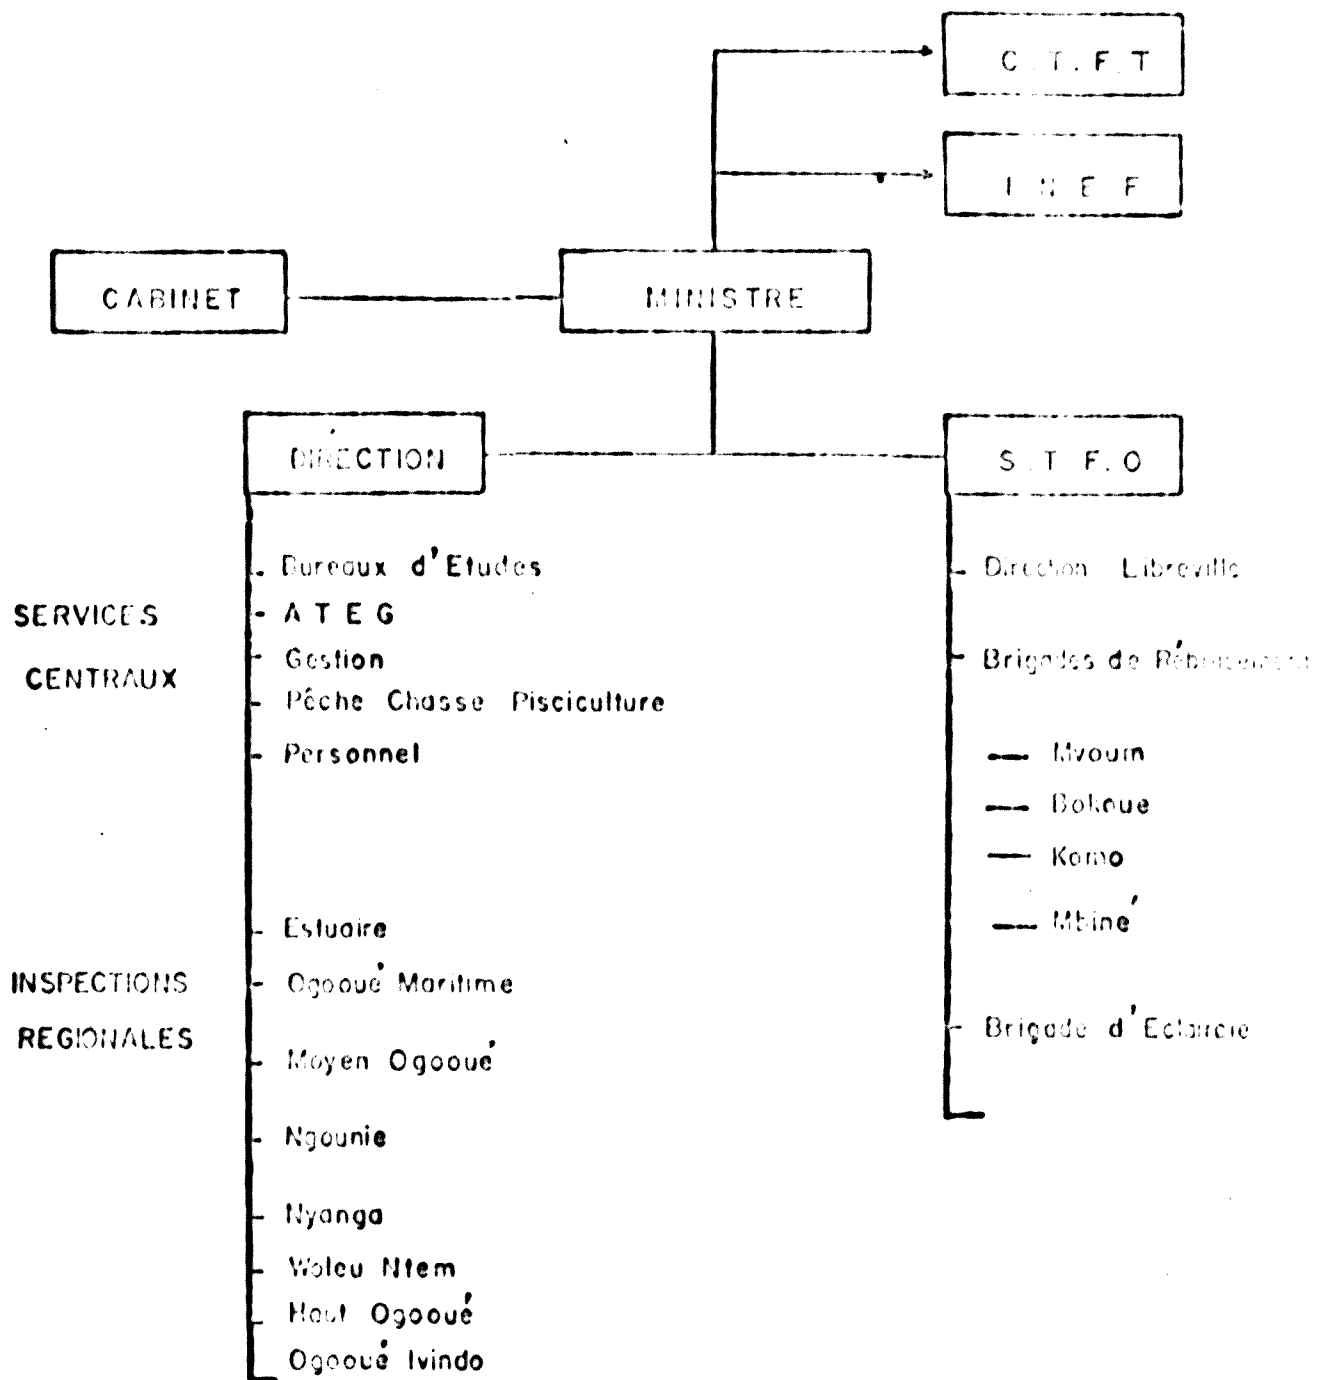 C.T.F.T
I N E F
CABINET
MINISTRE
DIRECTION
S.T F.O
Bureaux d'Etudes
SERVICES
CENTRAUX
A T E G
Gestion
Pêche Chasse Pisciculture
Personnel
INSPECTIONS
REGIONALES
Estuaire
Ogooué Maritime
Moyen Ogooué
Ngounie
Nyanga
Woleu Ntem
Haut Ogooué
Ogooué Ivindo
Direction Libreville
Brigades de Réboisement
Mvoum
Bokoue
Komo
Mbiné
Brigade d'Eclaircie